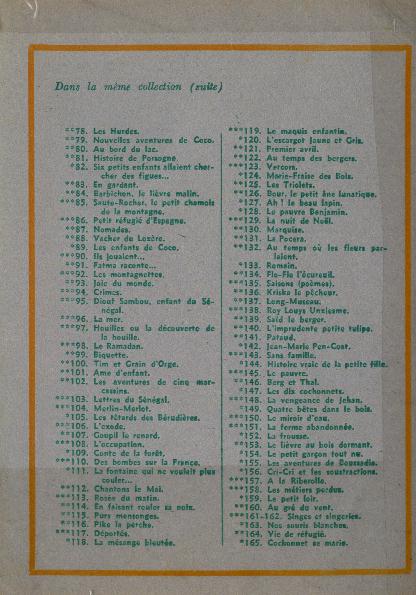 Dans la même collection (suite)
**78. Les Hurdes.
**79. Nouvelles aventures de Coco.
**80. Au bord du lac.
***81. Histoire de Porsogne.
*82. Six petits enfants allaient cher-
cher des figues...
**83. En gardant.
**84. Barbichon, le lièvre malin.
***85. Saute-Rocher, le petit chamois
de la montagne.
**86. Petit réfugié d'Espagne.
**87. Nomades.
**88. Vacher de Lozère.
**89. Les enfants de Coco.
***90. Ils jouaient...
**91. Fatma raconte...
***92. Les montagnettes.
**93. Joie du monde.
***94. Crimes.
***95. Diouf Sambou, enfant du Sé-
négal.
**96. La mer.
***97. Houilles ou la découverte de
la houille.
***98. Le Ramadan.
**99. Biquette.
**100. Tim et Grain d'Orge.
**101. Ame d'enfant.
**102. Les aventures de cinq mar-
cassins.
***103. Lettres du Sénégal.
**104. Merlin-Merlot.
*105. Les têtards des Bérudières.
***106. L'exode.
*107. Goupil le renard.
***108. L'occupation.
*109. Conte de la forêt.
***110. Des bombes sur la France.
*111. La fontaine qui ne voulait plus
couler...
**112. Chantons le Mai.
***113. Rosée du matin.
**114. En faisant rouler sa noix.
**115. Purs mensonges.
**116. Piko la perche.
***117. Déportés.
*118. La mésange bleutée.
***119. Le maquis enfantin.
*120. L'escargot Jaune et Gris.
**121. Premier avril.
**122. Au temps des bergers.
***123. Vercors.
*124. Marie-Fraise des Bois.
**125. Les Triolets.
**126. Bour, le petit âne lunatique.
*127. Ah ! le beau lapin.
**128. Le pauvre Benjamin.
***129. La nuit de Noël.
**130. Marquise.
**131. La Pocera.
**132. Au temps où les fleurs par-
laient.
*133. Romain.
**134. Flo-Flo l'écureuil.
***135. Saisons (poèmes).
**136. Kriska le pêcheur.
*137. Long-Museau.
**138. Roy Louys Unziesme.
**139. Saïd le berger.
*140. L'imprudente petite tulipe.
*141. Pataud.
*142. Jean-Marie Pen-Coat.
***143. Sans famille.
**144. Histoire vraie de la petite fille.
**145. Le pauvre.
**146. Berg et Thal.
*147. Les dix cochonnets.
***148. La vengeance de Jehan.
*149. Quatre bêtes dans le bois.
***150. Le miroir d'eau.
***151. La ferme abandonnée.
**152. La frousse.
**153. Le lièvre au bois dormant.
*154. Le petit garçon tout nu.
**155. Les aventures de Boussadia.
*156. Cri-Cri et les soustractions.
***157. A la Riberolle.
**158. Les métiers perdus.
*159. Le petit loir.
**160. Au gré du vent.
***161-162. Singes et singeries.
*163. Nos souris blanches.
**164. Vie de réfugié.
*165. Cochonnet se marie.